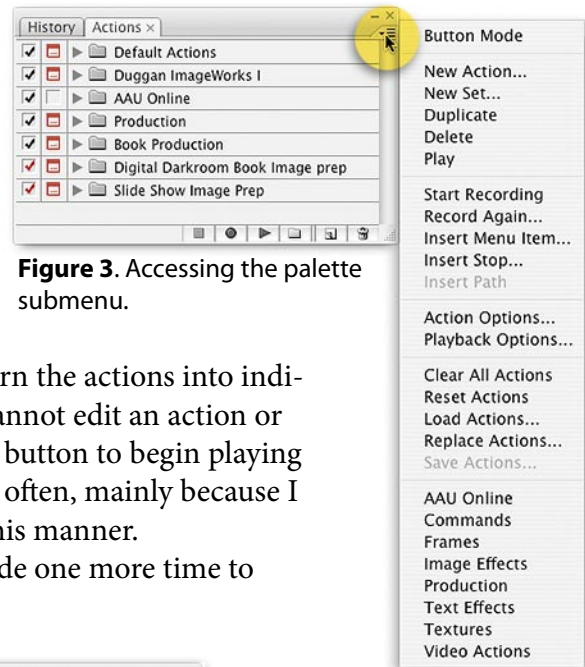 History Actions ×
Default Actions
Duggan ImageWorks I
AAU Online
Production
Book Production
Digital Darkroom Book Image prep
Slide Show Image Prep
Figure 3. Accessing the palette
submenu.
rn the actions into indi-
annot edit an action or
button to begin playing
often, mainly because I
his manner.
de one more time to
Button Mode
New Action...
New Set...
Duplicate
Delete
Play
Start Recording
Record Again...
Insert Menu Item...
Insert Stop...
Insert Path
Action Options...
Playback Options...
Clear All Actions
Reset Actions
Load Actions...
Replace Actions...
Save Actions...
AAU Online
Commands
Frames
Image Effects
Production
Text Effects
Textures
Video Actions